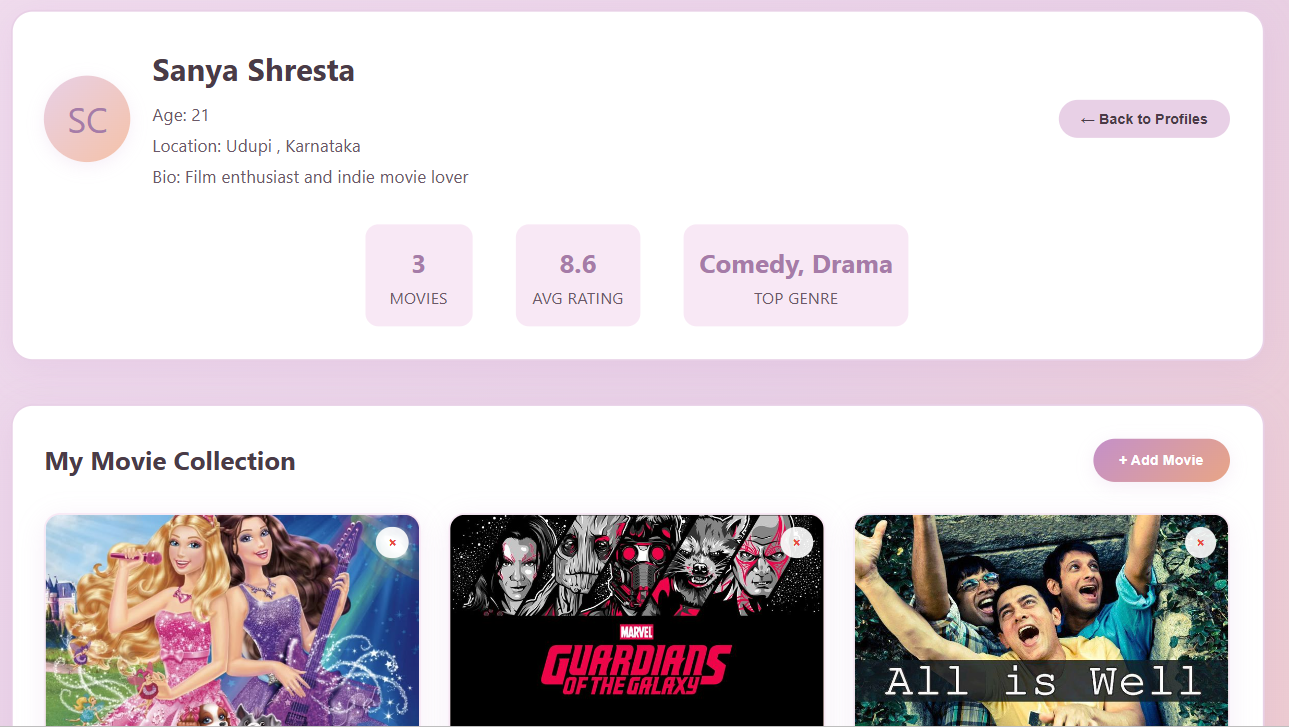 SC
Sanya Shresta
Age: 21
Location: Udupi , Karnataka
Bio: Film enthusiast and indie movie lover
← Back to Profiles
3
MOVIES
8.6
AVG RATING
Comedy, Drama
TOP GENRE
My Movie Collection
+ Add Movie
×
×
×
MARVEL
GUARDIANS
OF THE GALAXY
All is Well